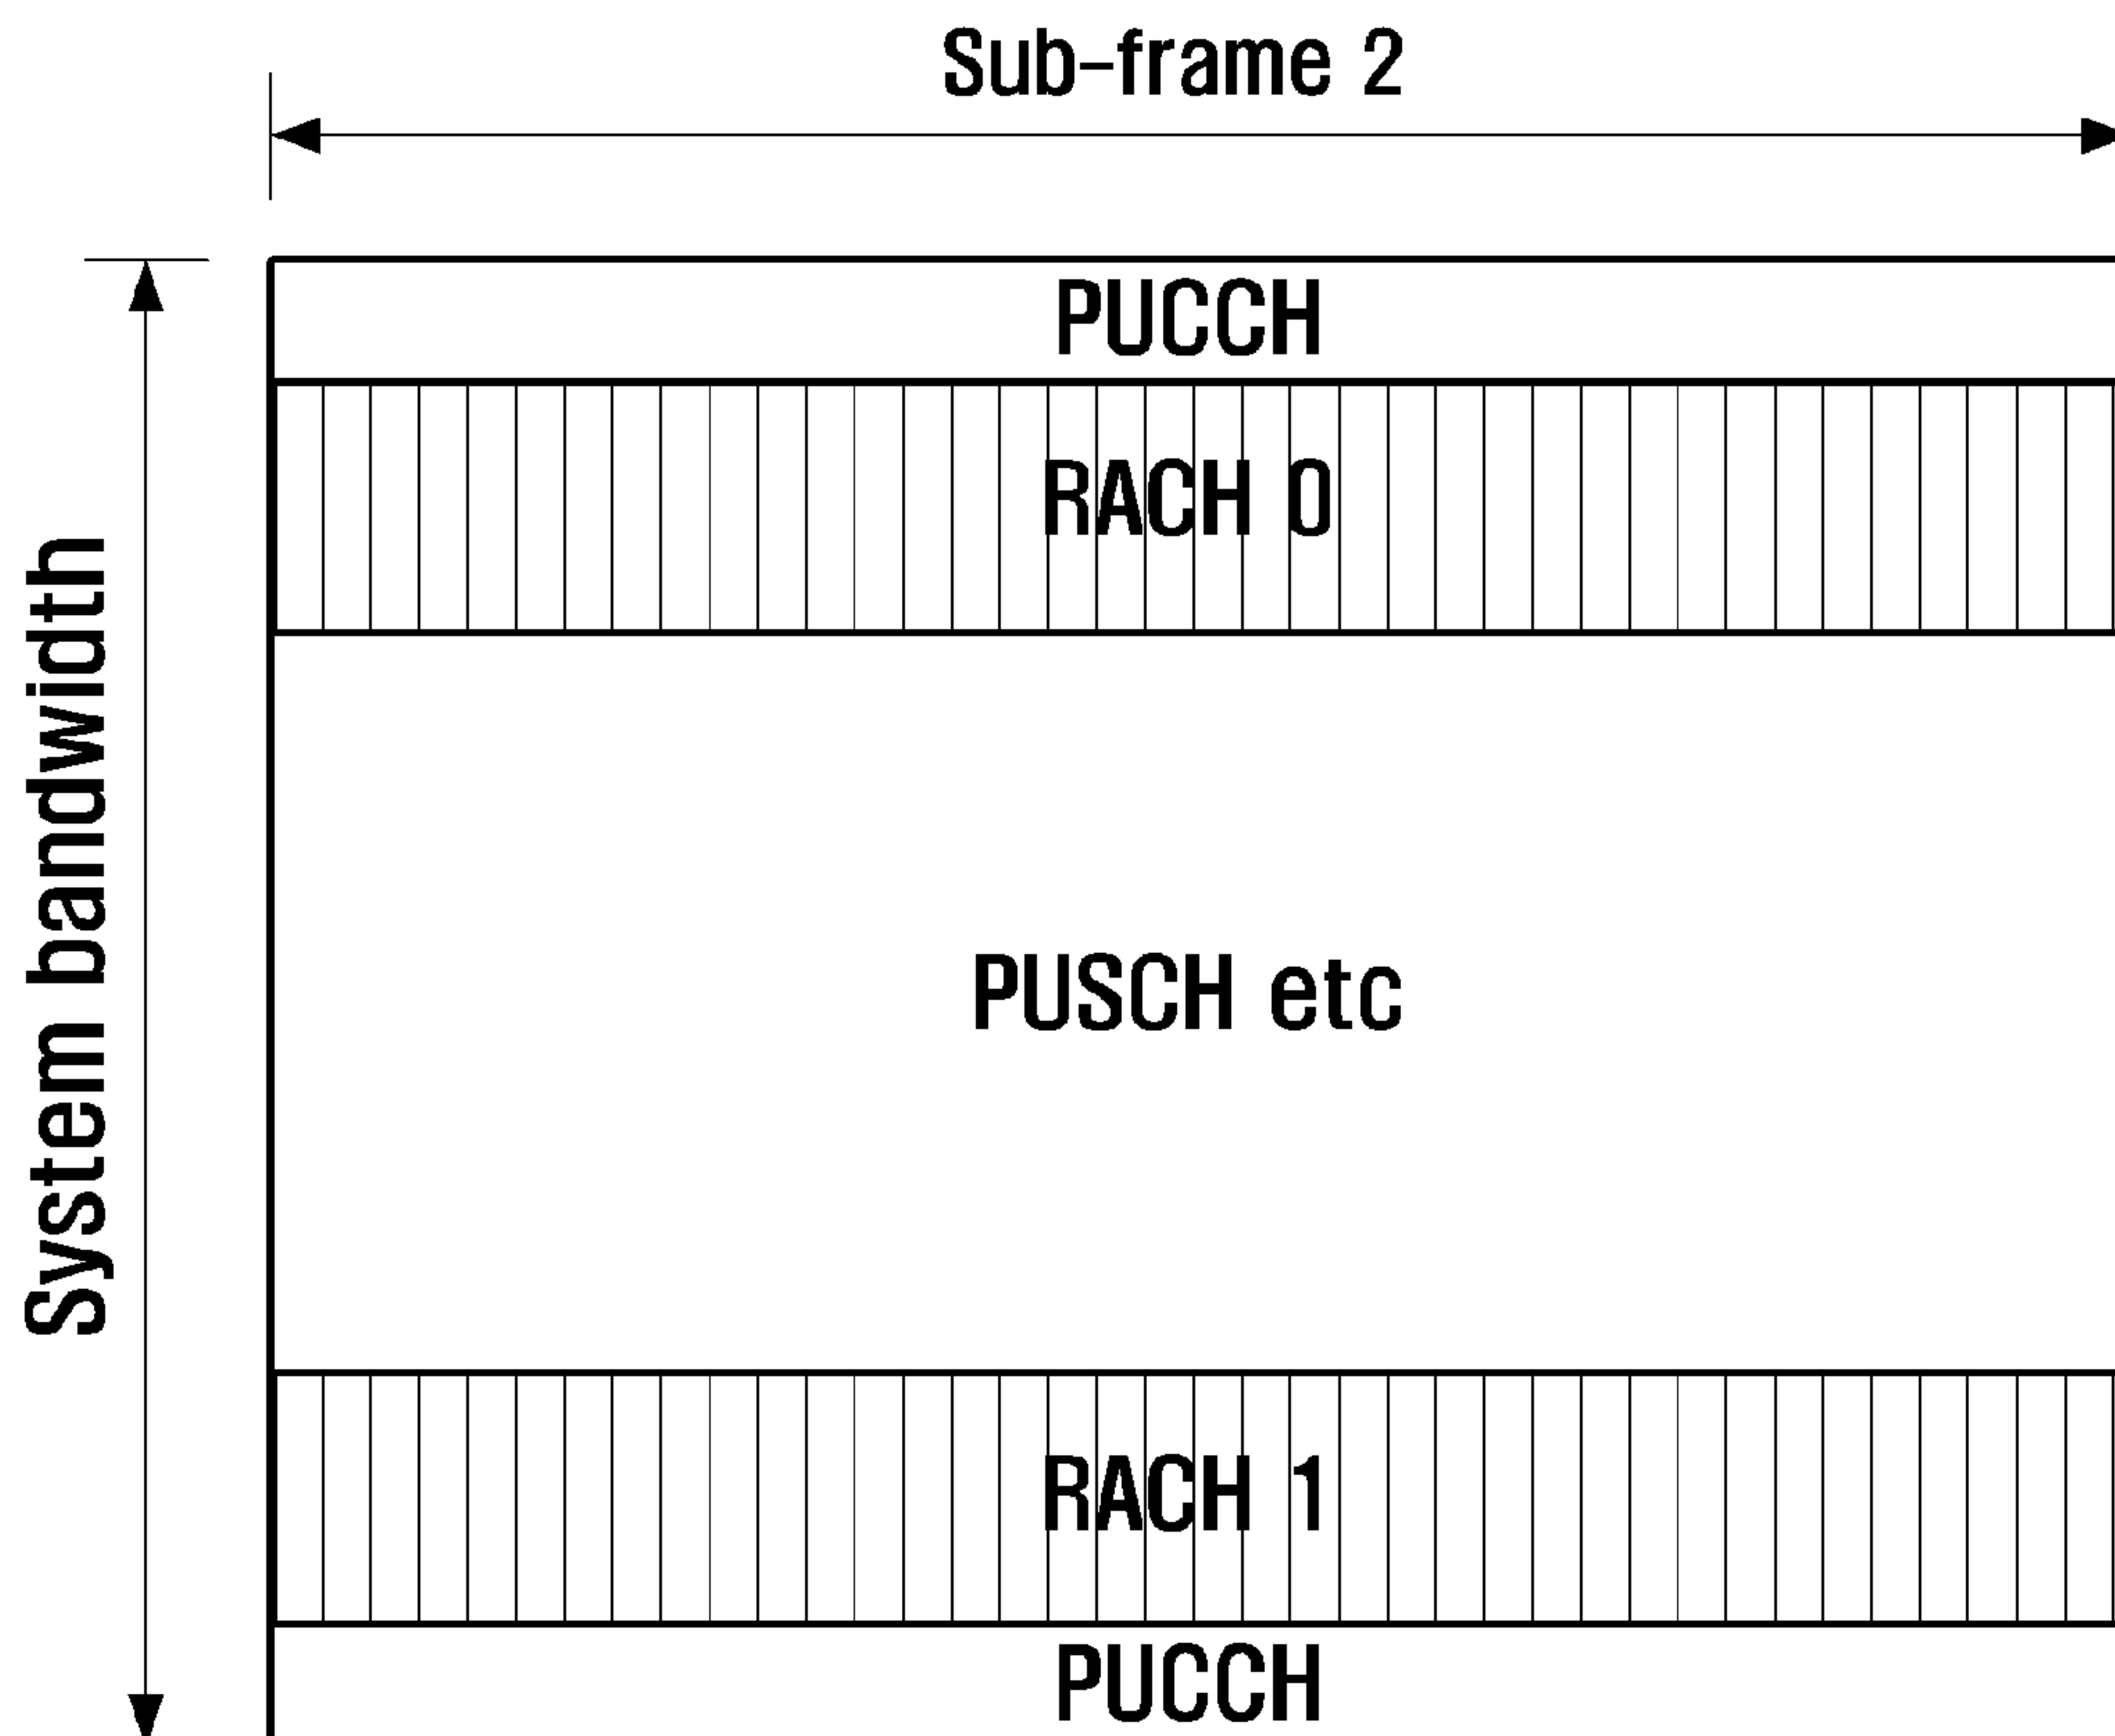 Sub-frame 2
System bandwidth
PUCCH
RACH 0
PUSCH etc
RACH 1
PUCCH